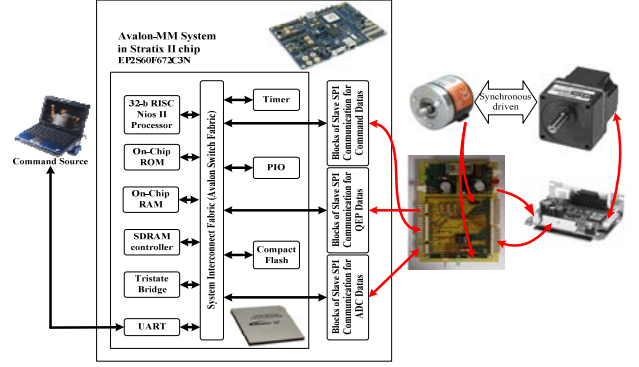 Avalon-MM System
in Stratix II chip
EP2S60F672C3N
32-b RISC
Nios II
Processor
On-Chip
ROM
On-Chip
RAM
SDRAM
controller
Tristate
Bridge
UART
System Interconnect Fabric (Avalon Switch Fabric)
Timer
PIO
Compact
Flash
Blocks of Slave SPI
Communication for
Command Datas
Blocks of Slave SPI
Communication for
QEP Datas
Blocks of Slave SPI
Communication for
ADC Datas
Command Source
Synchronous
driven